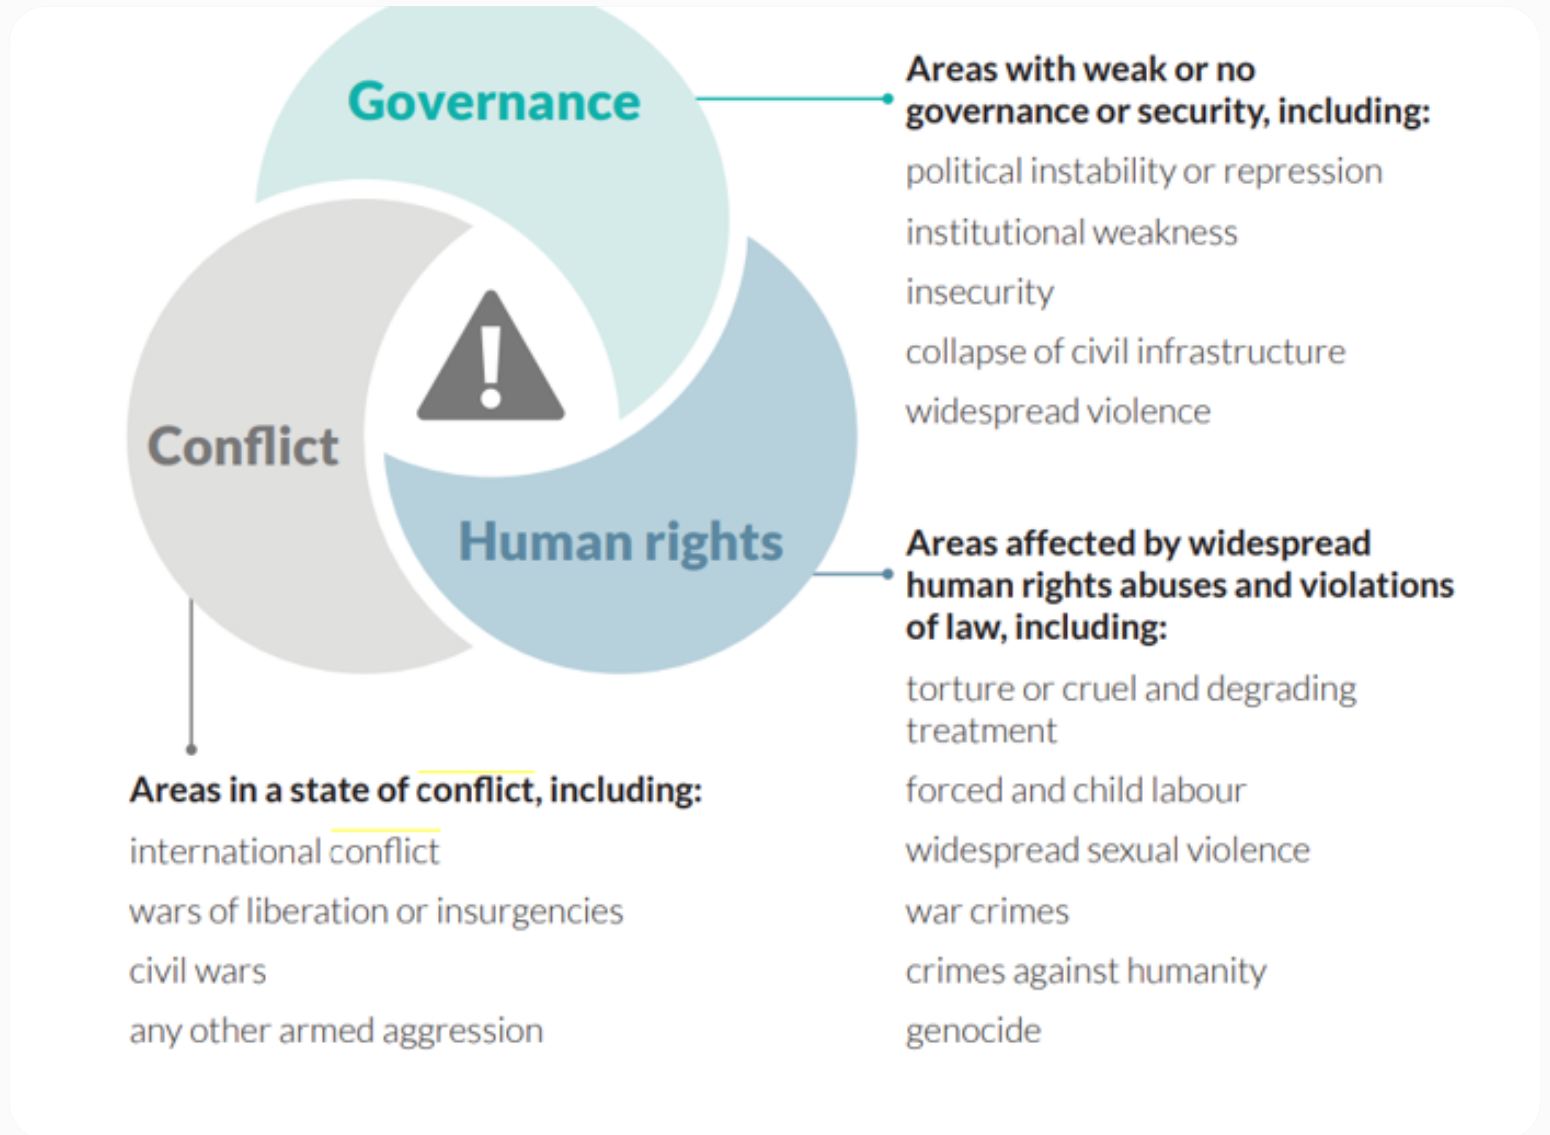 Governance
Conflict
Human rights
Areas with weak or no
governance or security, including:
political instability or repression
institutional weakness
insecurity
collapse of civil infrastructure
widespread violence
Areas affected by widespread
human rights abuses and violations
of law, including:
torture or cruel and degrading
treatment
forced and child labour
widespread sexual violence
war crimes
crimes against humanity
genocide
Areas in a state of conflict, including:
international conflict
wars of liberation or insurgencies
civil wars
any other armed aggression